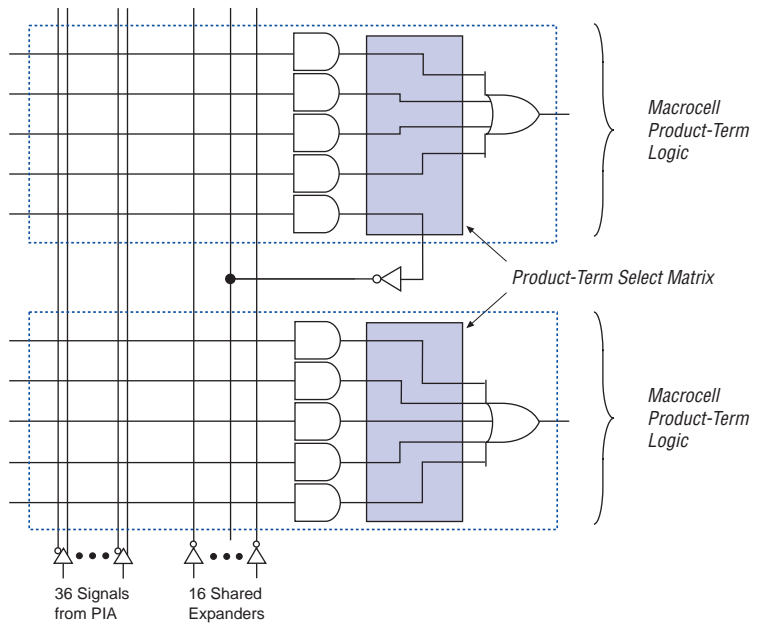 Macrocell
Product-Term
Logic
Product-Term Select Matrix
Macrocell
Product-Term
Logic
36 Signals
from PIA
16 Shared
Expanders